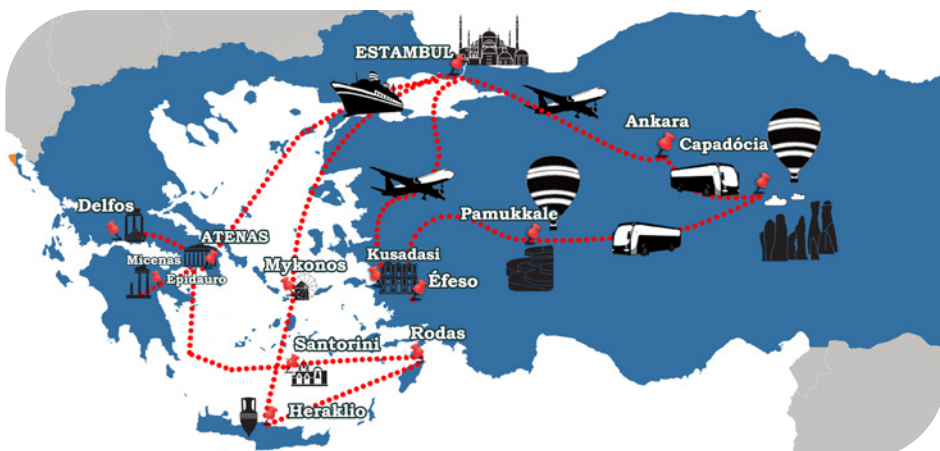 ESTAMBUL
Ankara
Capadócia
Delfos
Pamukkale
ATENAS
Micenas
Epidauro
Mykonos
Kusadasi
Éfeso
Rodas
Santorini
Heraklio